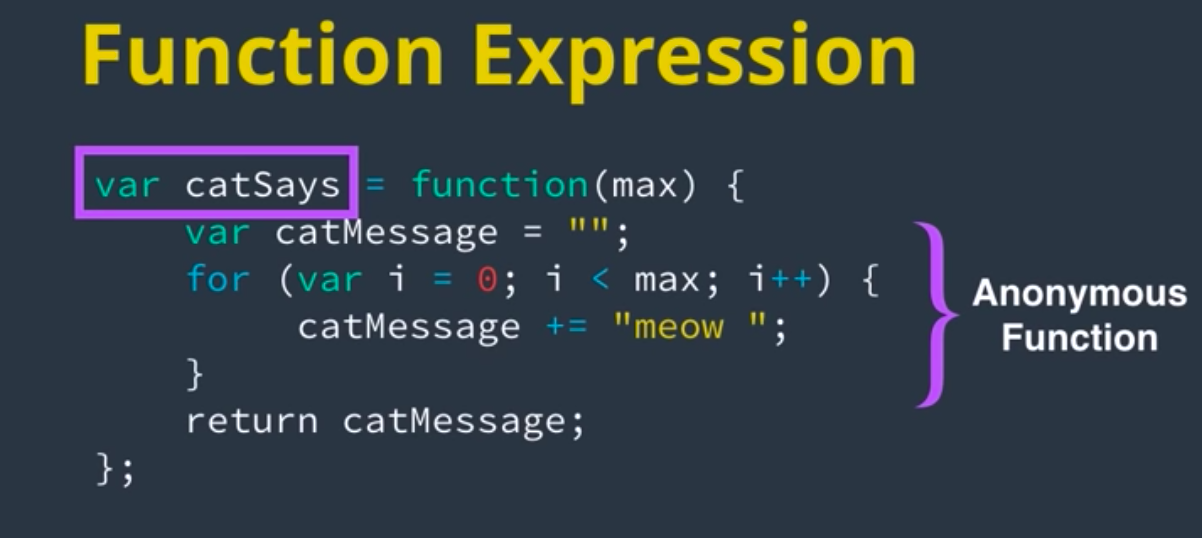 Function Expression
var catSays = function(max) {
var catMessage = "";
for (var i = 0; i < max; i++) {
catMessage += "meow ";
}
return catMessage;
};
Anonymous
Function